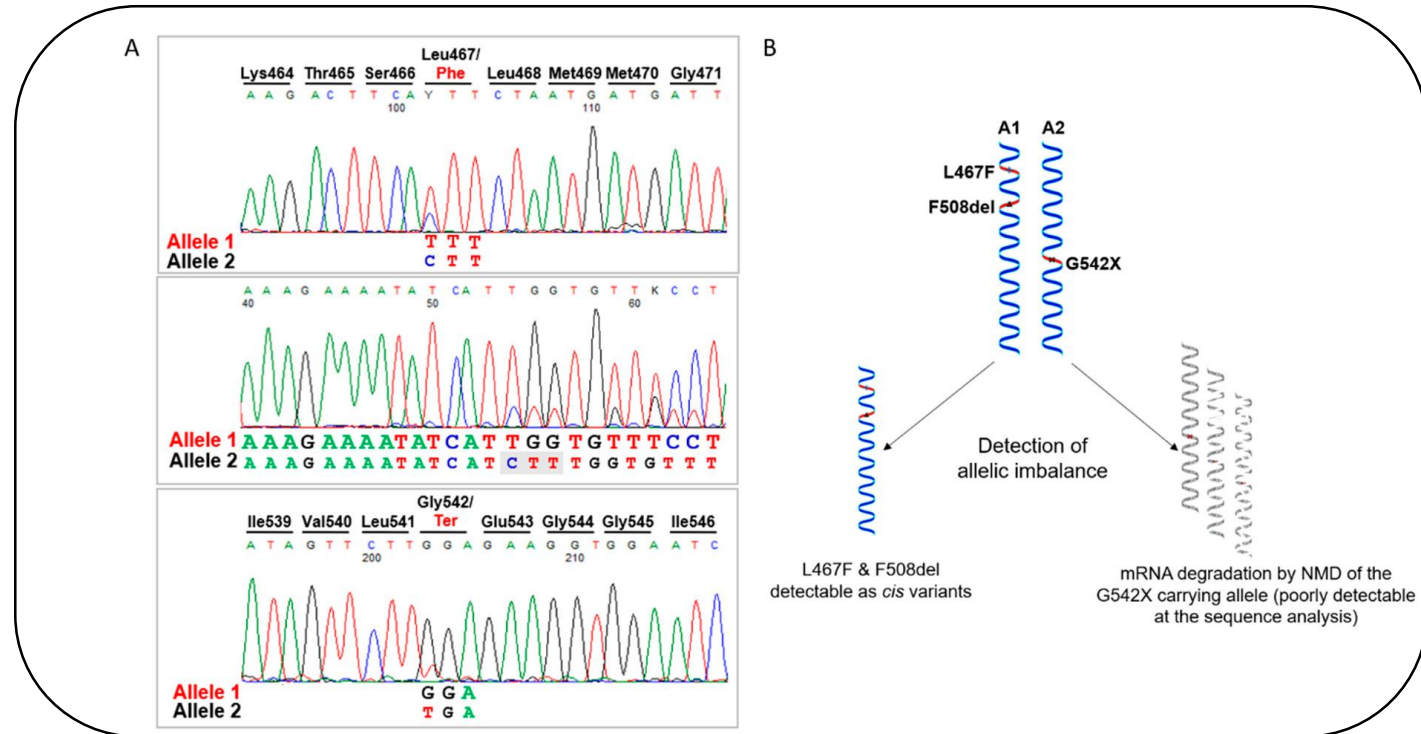 A
B
Leu467/
Lys464 Thr465 Ser466 Phe Leu468 Met469 Met470 Gly471
A A G A C T T C A Y T T C T A A T G A T G A T T
100 110
Allele 1 T T T
Allele 2 C T T
A A A G A A A A T A T C A T T G G T G T T K C C T
40 50 60
Allele 1 A A A G A A A A T A T C A T T G G T G T T T C C T
Allele 2 A A A G A A A A T A T C A T C T T T G G T G T T T
Gly542/
Ile539 Val540 Leu541 Ter Glu543 Gly544 Gly545 Ile546
A T A G T T C T T G G A G A A G G T G G A A T C
200 210
Allele 1 G G A
Allele 2 T G A
A1 A2
L467F
F508del
G542X
Detection of
allelic imbalance
L467F & F508del
detectable as cis variants
mRNA degradation by NMD of the
G542X carrying allele (poorly detectable
at the sequence analysis)